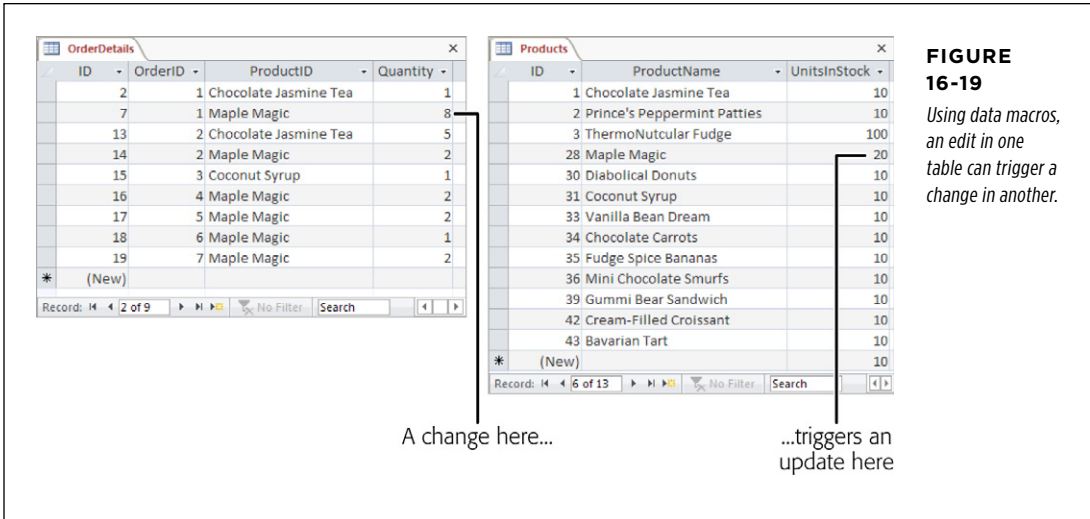 OrderDetails
ID OrderID ProductID Quantity
2 1 Chocolate Jasmine Tea 1
7 1 Maple Magic 8
13 2 Chocolate Jasmine Tea 5
14 2 Maple Magic 2
15 3 Coconut Syrup 1
16 4 Maple Magic 2
17 5 Maple Magic 2
18 6 Maple Magic 1
19 7 Maple Magic 2
* (New)
Record: 2 of 9 No Filter Search
Products
ID ProductName UnitsInStock
1 Chocolate Jasmine Tea 10
2 Prince's Peppermint Patties 10
3 ThermoNutcular Fudge 100
28 Maple Magic 20
30 Diabolical Donuts 10
31 Coconut Syrup 10
33 Vanilla Bean Dream 10
34 Chocolate Carrots 10
35 Fudge Spice Bananas 10
36 Mini Chocolate Smurfs 10
39 Gummi Bear Sandwich 10
42 Cream-Filled Croissant 10
43 Bavarian Tart 10
* (New) 10
Record: 6 of 13 No Filter Search
A change here...
...triggers an
update here
FIGURE
16-19
Using data macros,
an edit in one
table can trigger a
change in another.